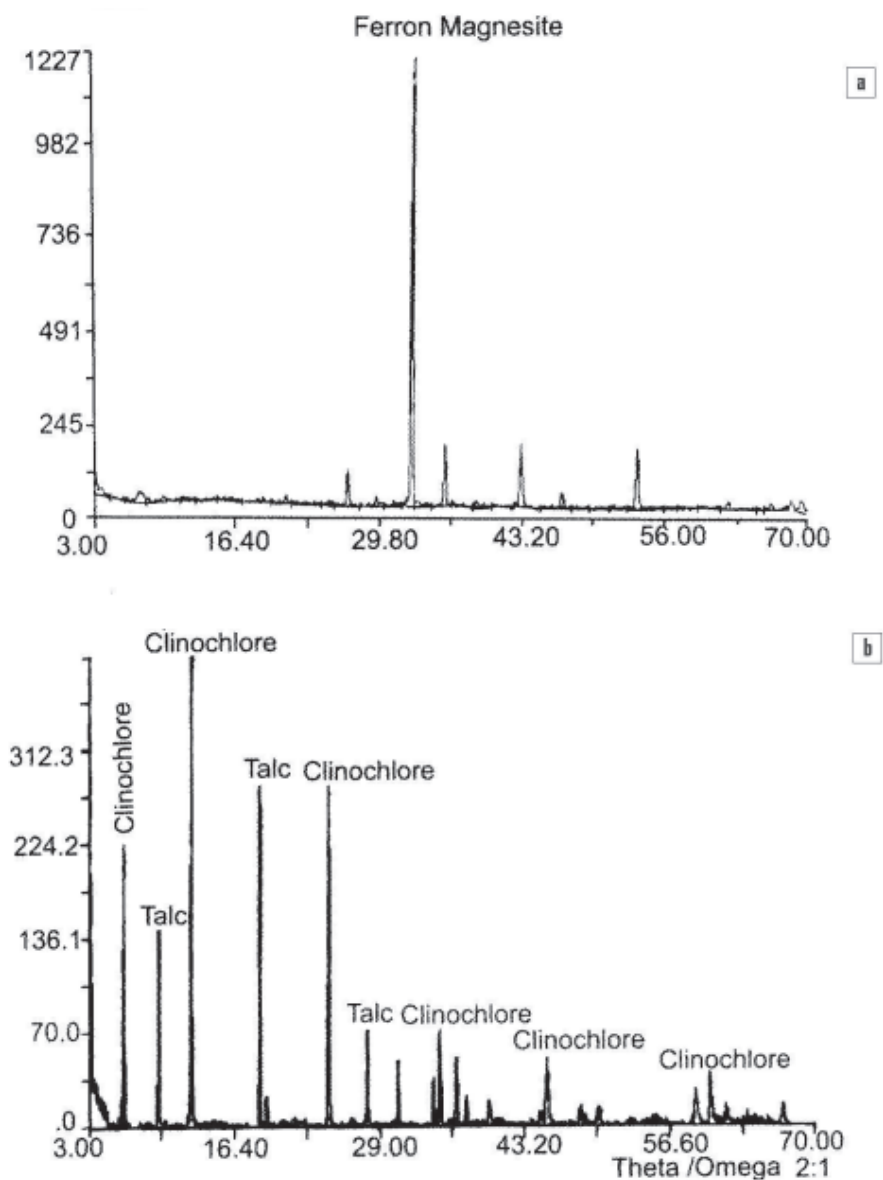 Ferron Magnesite
a
1227
982
736
491
245
0
3.00 16.40 29.80 43.20 56.00 70.00
b
Clinochlore
Clinochlore
Talc Clinochlore
Talc
Talc Clinochlore
Clinochlore
Clinochlore
312.3
224.2
136.1
70.0
.0
3.00 16.40 29.00 43.20 56.60 70.00
Theta /Omega 2:1